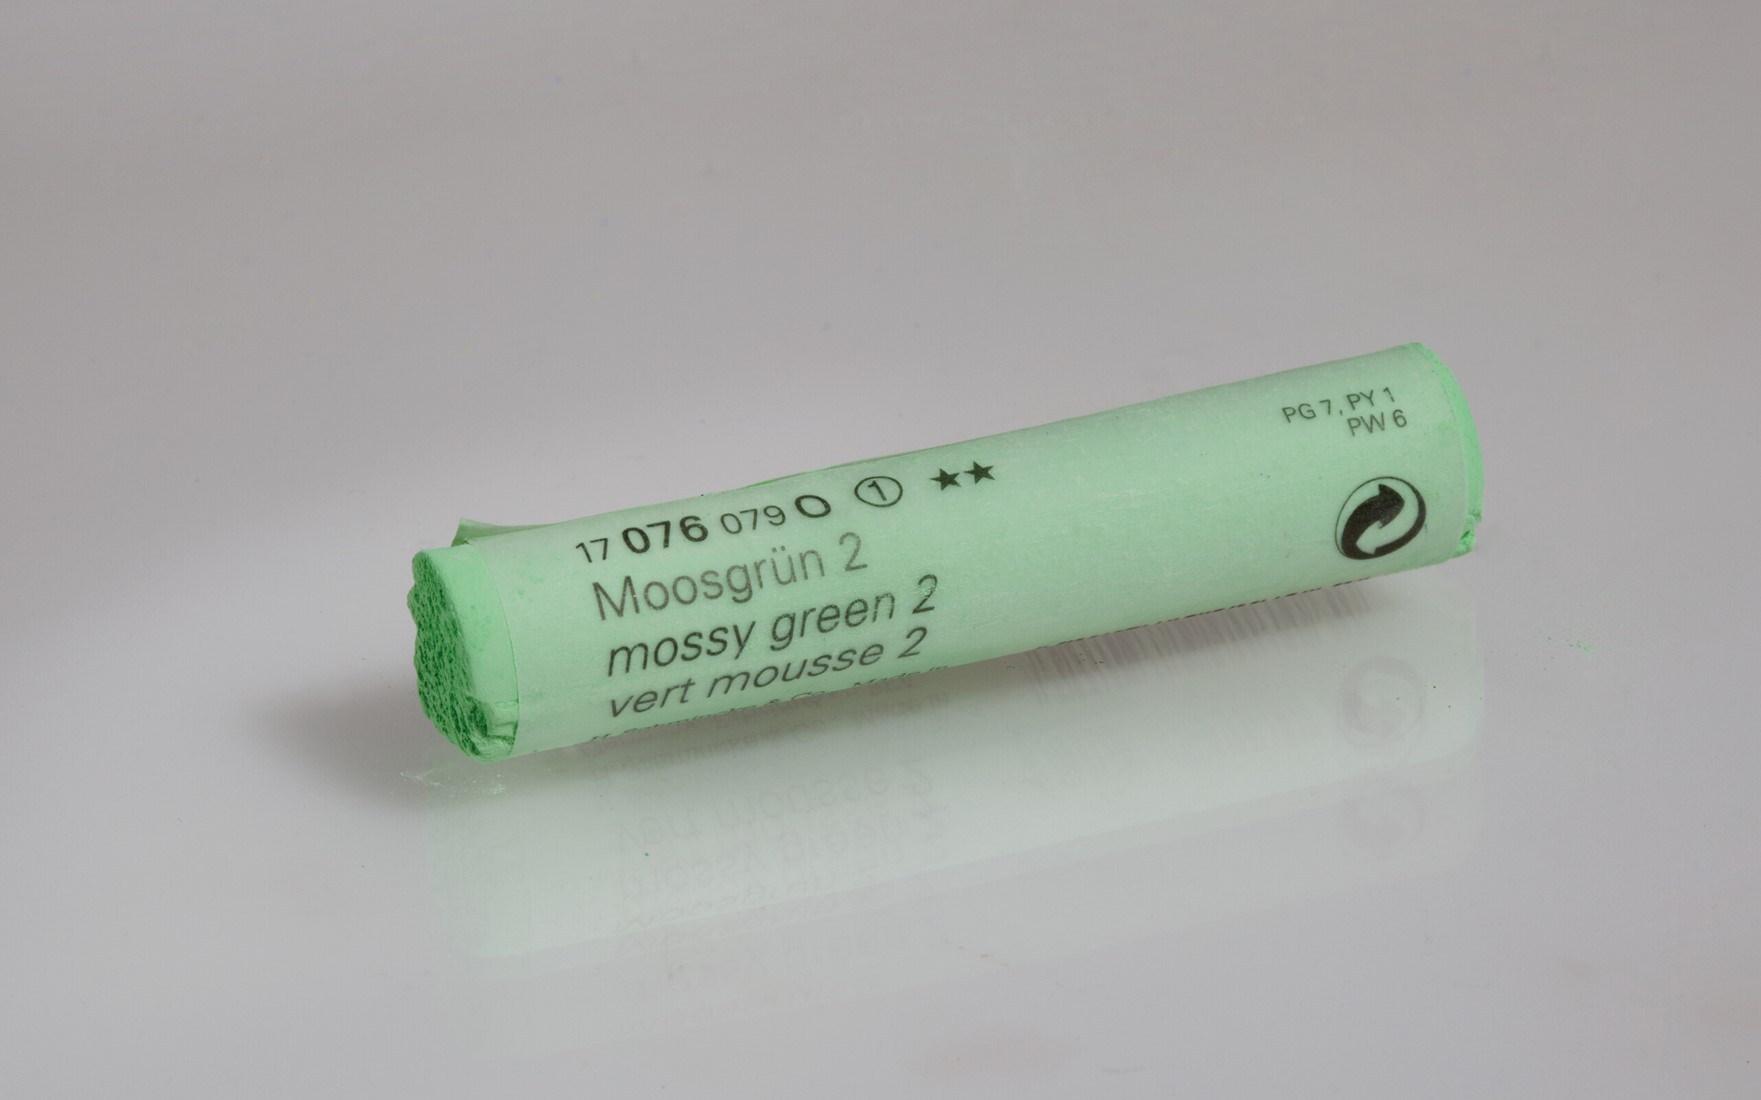 17 076 079 O 1 ★★
Moosgrün 2
mossy green 2
vert mousse 2
PG 7, PY 1
PW 6